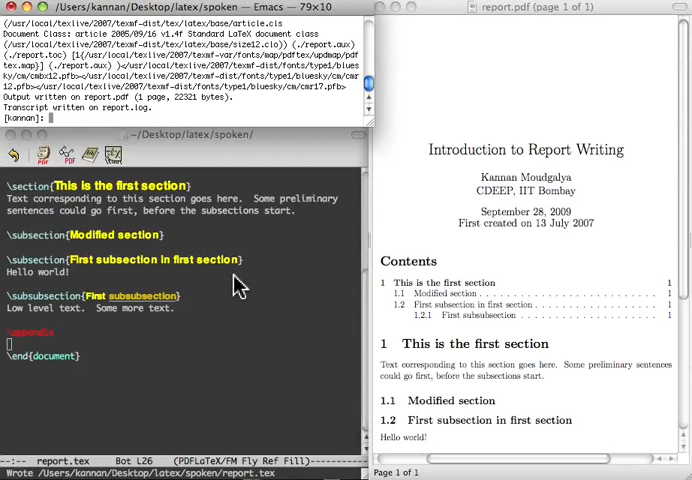 /Users/kannan/Desktop/latex/spoken — Emacs — 79×10
(/usr/local/texlive/2007/texmf-dist/tex/latex/base/article.cls
Document Class: article 2005/09/16 v1.4f Standard LaTeX document class
(/usr/local/texlive/2007/texmf-dist/tex/latex/base/size12.clo)) (./report.aux)
(./report.toc) [1{/usr/local/texlive/2007/texmf-var/fonts/map/pdftex/updmap/pdf
tex.map}] (./report.aux) )</usr/local/texlive/2007/texmf-dist/fonts/type1/blues
ky/cm/cmbx12.pfb></usr/local/texlive/2007/texmf-dist/fonts/type1/bluesky/cm/cmr
12.pfb></usr/local/texlive/2007/texmf-dist/fonts/type1/bluesky/cm/cmr17.pfb>
Output written on report.pdf (1 page, 22321 bytes).
Transcript written on report.log.
[kannan]:
~/Desktop/latex/spoken/
\section{This is the first section}
Text corresponding to this section goes here. Some preliminary
sentences could go first, before the subsections start.
\subsection{Modified section}
\subsection{First subsection in first section}
Hello world!
\subsubsection{First subsubsection}
Low level text. Some more text.
\appendix
\end{document}
--:-- report.tex Bot L26 (PDFLaTeX/FM Fly Ref Fill)
Wrote /Users/kannan/Desktop/latex/spoken/report.tex
report.pdf (page 1 of 1)
Introduction to Report Writing
Kannan Moudgalya
CDEEP, IIT Bombay
September 28, 2009
First created on 13 July 2007
Contents
1 This is the first section 1
1.1 Modified section . . . . . . . . . . . . . . . . . . . . . . . 1
1.2 First subsection in first section . . . . . . . . . . . . . . . 1
1.2.1 First subsubsection . . . . . . . . . . . . . . . . . . 1
1 This is the first section
Text corresponding to this section goes here. Some preliminary sentences
could go first, before the subsections start.
1.1 Modified section
1.2 First subsection in first section
Hello world!
Page 1 of 1